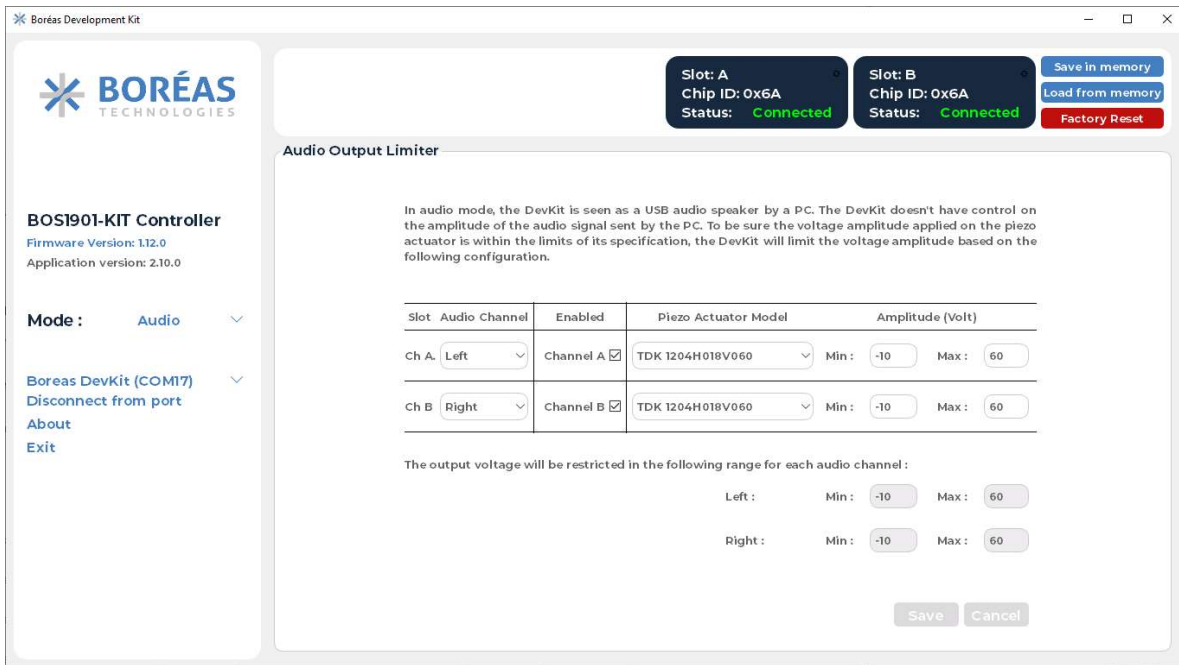 Boréas Development Kit
BORÉAS
TECHNOLOGIES
Slot: A
Chip ID: 0x6A
Status: Connected
Slot: B
Chip ID: 0x6A
Status: Connected
Save in memory
Load from memory
Factory Reset
BOS1901-KIT Controller
Firmware Version: 1.12.0
Application version: 2.10.0
Mode : Audio
Boreas DevKit (COM17)
Disconnect from port
About
Exit
Audio Output Limiter
In audio mode, the DevKit is seen as a USB audio speaker by a PC. The DevKit doesn't have control on
the amplitude of the audio signal sent by the PC. To be sure the voltage amplitude applied on the piezo
actuator is within the limits of its specification, the DevKit will limit the voltage amplitude based on the
following configuration.
Slot Audio Channel Enabled Piezo Actuator Model Amplitude (Volt)
Ch A Left Channel A TDK 1204H018V060 Min : -10 Max : 60
Ch B Right Channel B TDK 1204H018V060 Min : -10 Max : 60
The output voltage will be restricted in the following range for each audio channel :
Left : Min : -10 Max : 60
Right : Min : -10 Max : 60
Save Cancel